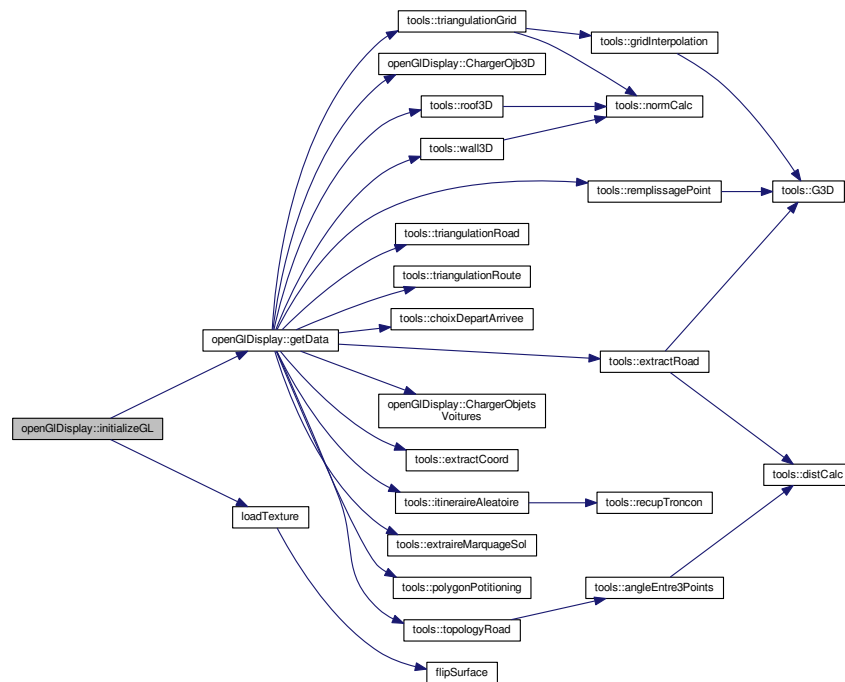 tools::triangulationGrid
tools::gridInterpolation
openGlDisplay::ChargerOjb3D
tools::roof3D
tools::normCalc
tools::wall3D
tools::remplissagePoint
tools::G3D
tools::triangulationRoad
tools::triangulationRoute
tools::choixDepartArrivee
openGlDisplay::getData
tools::extractRoad
openGlDisplay::ChargerObjets
Voitures
openGlDisplay::initializeGL
tools::extractCoord
tools::distCalc
tools::itineraireAleatoire
tools::recupTroncon
loadTexture
tools::extraireMarquageSol
tools::polygonPotitioning
tools::angleEntre3Points
tools::topologyRoad
flipSurface